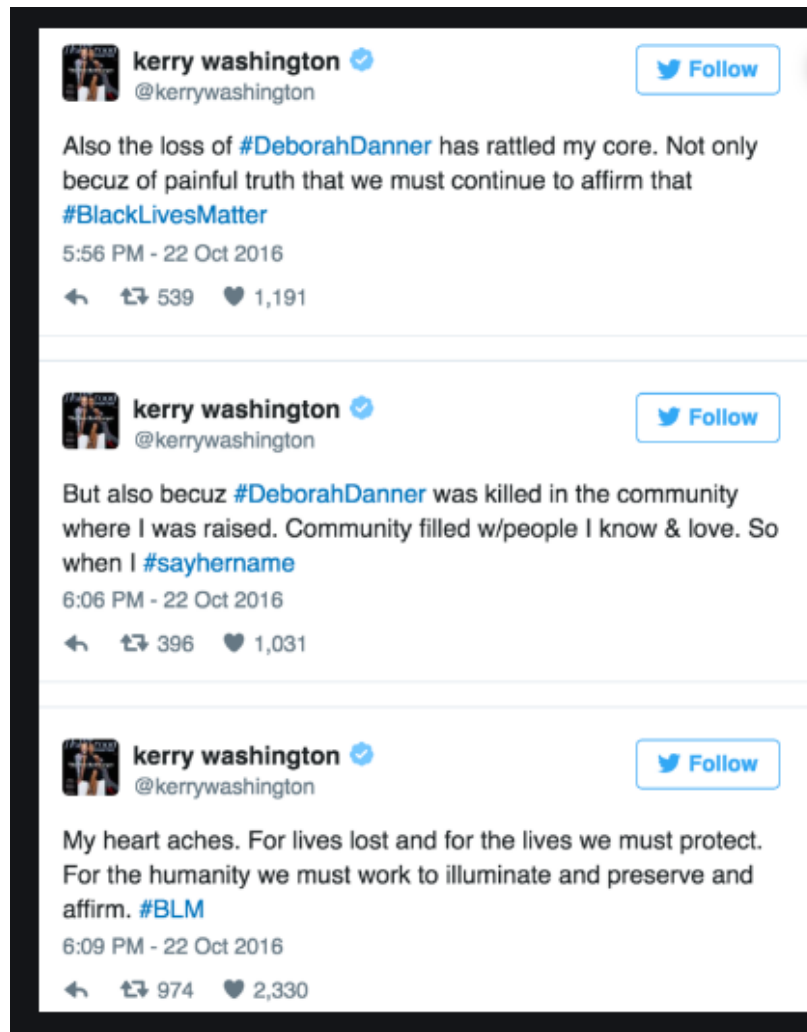 kerry washington
Follow
@kerrywashington
Also the loss of #DeborahDanner has rattled my core. Not only
becuz of painful truth that we must continue to affirm that
#BlackLivesMatter
5:56 PM - 22 Oct 2016
539 1,191
kerry washington
Follow
@kerrywashington
But also becuz #DeborahDanner was killed in the community
where I was raised. Community filled w/people I know & love. So
when I #sayhername
6:06 PM - 22 Oct 2016
396 1,031
kerry washington
Follow
@kerrywashington
My heart aches. For lives lost and for the lives we must protect.
For the humanity we must work to illuminate and preserve and
affirm. #BLM
6:09 PM - 22 Oct 2016
974 2,330